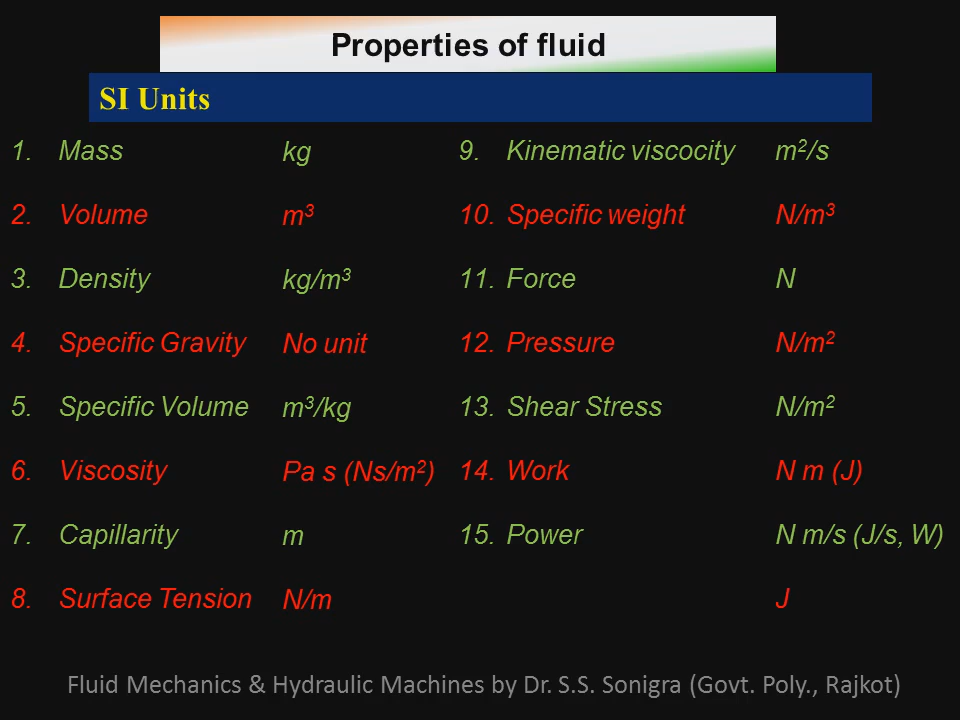 Properties of fluid
SI Units
1. Mass kg
2. Volume m³
3. Density kg/m³
4. Specific Gravity No unit
5. Specific Volume m³/kg
6. Viscosity Pa s (Ns/m²)
7. Capillarity m
8. Surface Tension N/m
9. Kinematic viscocity m²/s
10. Specific weight N/m³
11. Force N
12. Pressure N/m²
13. Shear Stress N/m²
14. Work N m (J)
15. Power N m/s (J/s, W)
J
Fluid Mechanics & Hydraulic Machines by Dr. S.S. Sonigra (Govt. Poly., Rajkot)